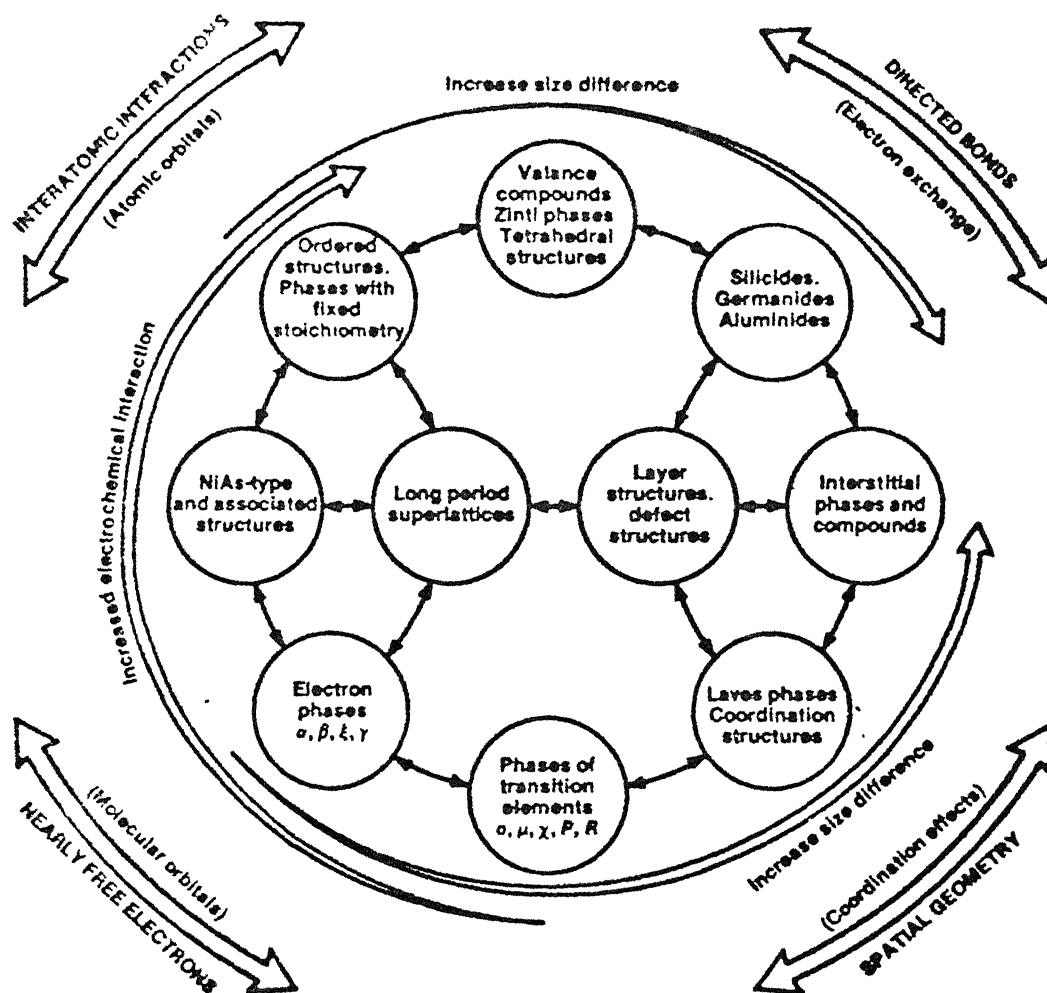 INTERATOMIC INTERACTIONS
(Atomic orbitals)
DIRECTED BONDS
(Electron exchange)
Increase size difference
Valance
compounds
Zintl phases
Tetrahedral
structures
Ordered
structures.
Phases with
fixed
stoichiometry
Silicides.
Germanides
Aluminides
Increased electrochemical interaction
NiAs-type
and associated
structures
Long period
superlattices
Layer
structures.
defect
structures
Interstitial
phases and
compounds
Electron
phases
α, β, ξ, γ
Phases of
transition
elements
σ, μ, χ, P, R
Laves phases
Coordination
structures
Increase size difference
(Molecular orbitals)
NEARLY FREE ELECTRONS
(Coordination effects)
SPATIAL GEOMETRY